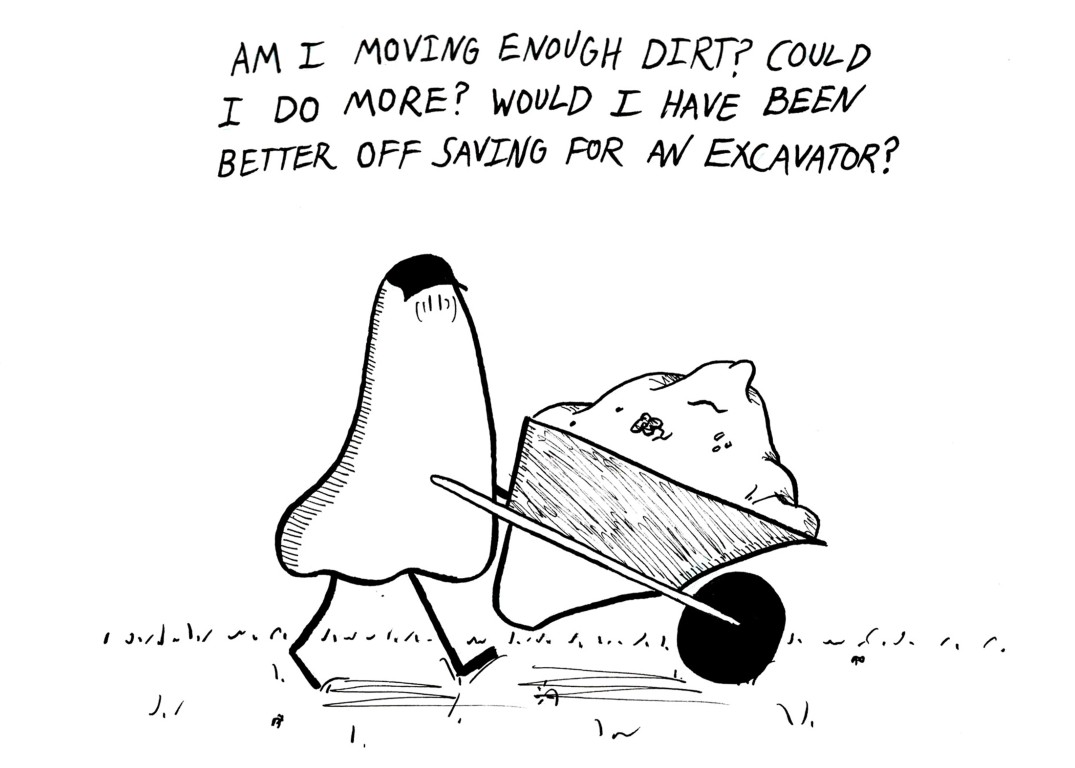 AM I MOVING ENOUGH DIRT? COULD
I DO MORE? WOULD I HAVE BEEN
BETTER OFF SAVING FOR AN EXCAVATOR?